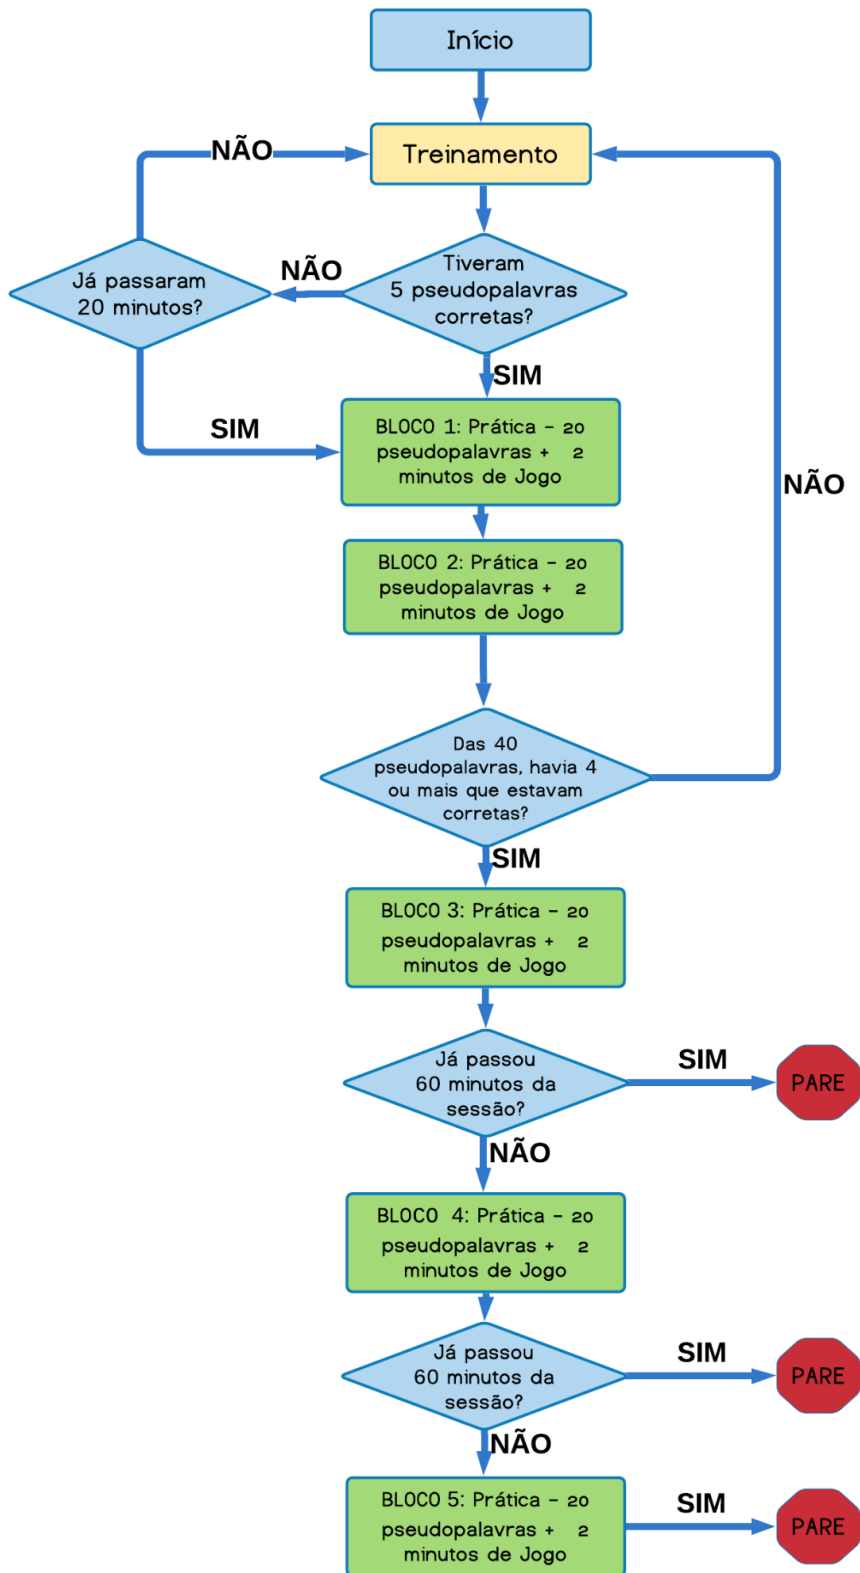 Início
Treinamento
NÃO
Tiveram
5 pseudopalavras
corretas?
NÃO
Já passaram
20 minutos?
SIM
SIM
BLOCO 1: Prática - 20
pseudopalavras + 2
minutos de Jogo
NÃO
BLOCO 2: Prática - 20
pseudopalavras + 2
minutos de Jogo
Das 40
pseudopalavras, havia 4
ou mais que estavam
corretas?
SIM
BLOCO 3: Prática - 20
pseudopalavras + 2
minutos de Jogo
Já passou
60 minutos da
sessão?
SIM
PARE
NÃO
BLOCO 4: Prática - 20
pseudopalavras + 2
minutos de Jogo
Já passou
60 minutos da
sessão?
SIM
PARE
NÃO
BLOCO 5: Prática - 20
pseudopalavras + 2
minutos de Jogo
SIM
PARE